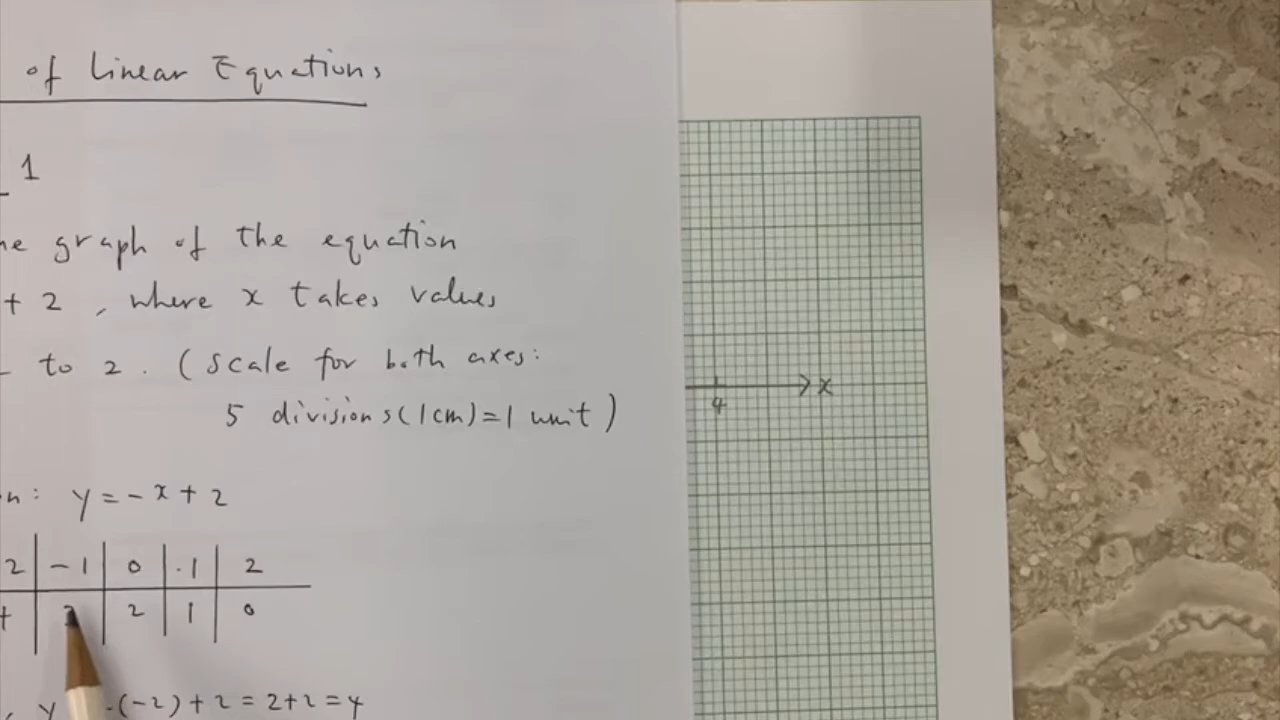 of Linear Equations
1
graph of the equation
+ 2 , where x takes values
to 2 . (scale for both axes:
5 divisions(1cm)=1 unit)
y = - x + 2
2 | -1 | 0 | 1 | 2
2 | 1 | 0
y (-2) + 2 = 2+2 = 4
x
4